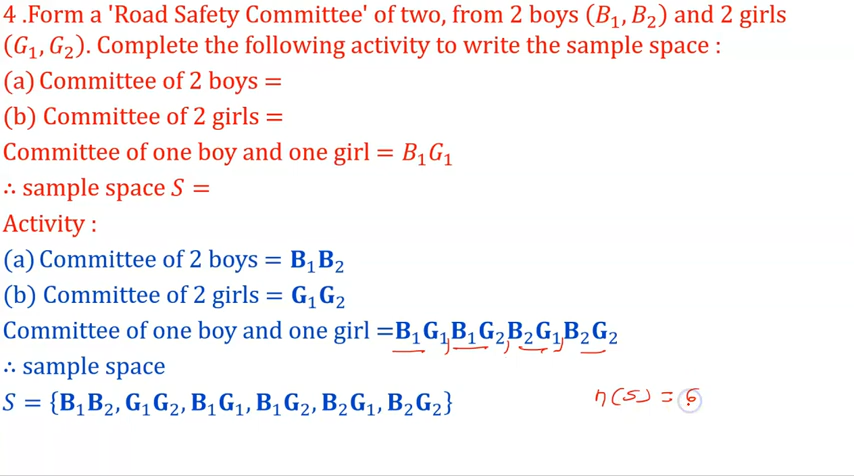 4 .Form a 'Road Safety Committee' of two, from 2 boys (B₁, B₂) and 2 girls
(G₁, G₂). Complete the following activity to write the sample space :
(a) Committee of 2 boys =
(b) Committee of 2 girls =
Committee of one boy and one girl = B₁G₁
∴ sample space S =
Activity :
(a) Committee of 2 boys = B₁B₂
(b) Committee of 2 girls = G₁G₂
Committee of one boy and one girl =B₁G₁,B₁G₂,B₂G₁,B₂G₂
∴ sample space
S = {B₁B₂, G₁G₂, B₁G₁, B₁G₂, B₂G₁, B₂G₂} n(S) = 6